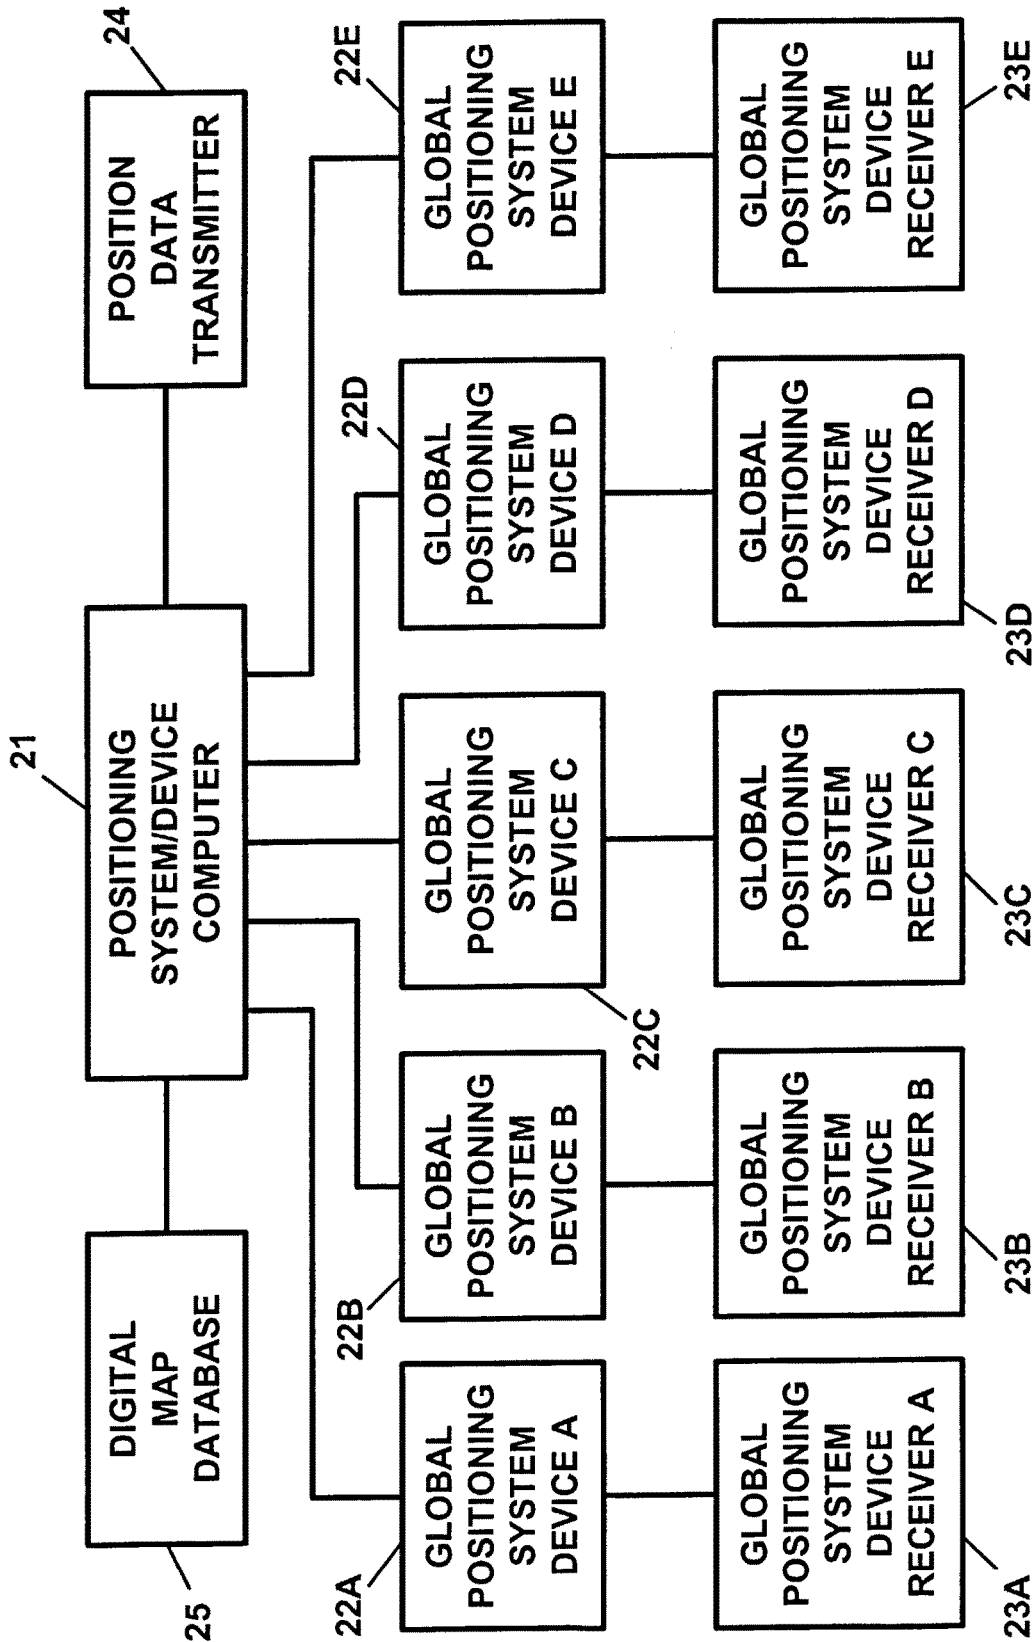 21
24
25
DIGITAL
MAP
DATABASE
POSITIONING
SYSTEM/DEVICE
COMPUTER
POSITION
DATA
TRANSMITTER
22A
GLOBAL
POSITIONING
SYSTEM
DEVICE A
22B
GLOBAL
POSITIONING
SYSTEM
DEVICE B
22C
GLOBAL
POSITIONING
SYSTEM
DEVICE C
22D
GLOBAL
POSITIONING
SYSTEM
DEVICE D
22E
GLOBAL
POSITIONING
SYSTEM
DEVICE E
GLOBAL
POSITIONING
SYSTEM
DEVICE
RECEIVER A
23A
GLOBAL
POSITIONING
SYSTEM
DEVICE
RECEIVER B
23B
GLOBAL
POSITIONING
SYSTEM
DEVICE
RECEIVER C
23C
GLOBAL
POSITIONING
SYSTEM
DEVICE
RECEIVER D
23D
GLOBAL
POSITIONING
SYSTEM
DEVICE
RECEIVER E
23E